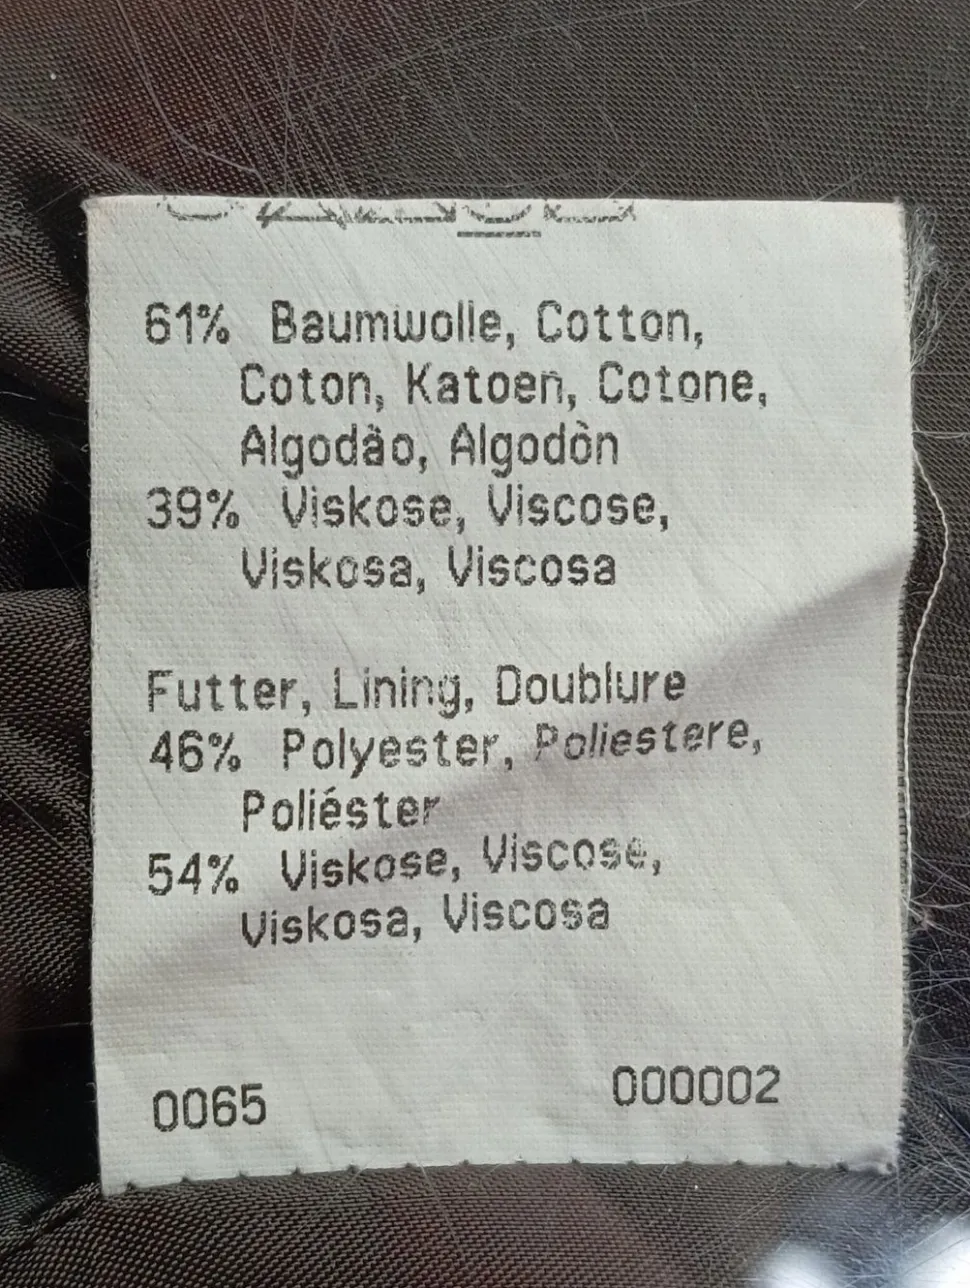 61% Baumwolle, Cotton,
Coton, Katoen, Cotone,
Algodào, Algodòn
39% Viskose, Viscose,
Viskosa, Viscosa
Futter, Lining, Doublure
46% Polyester, Poliestere,
Poliéster
54% Viskose, Viscose,
Viskosa, Viscosa
0065 000002